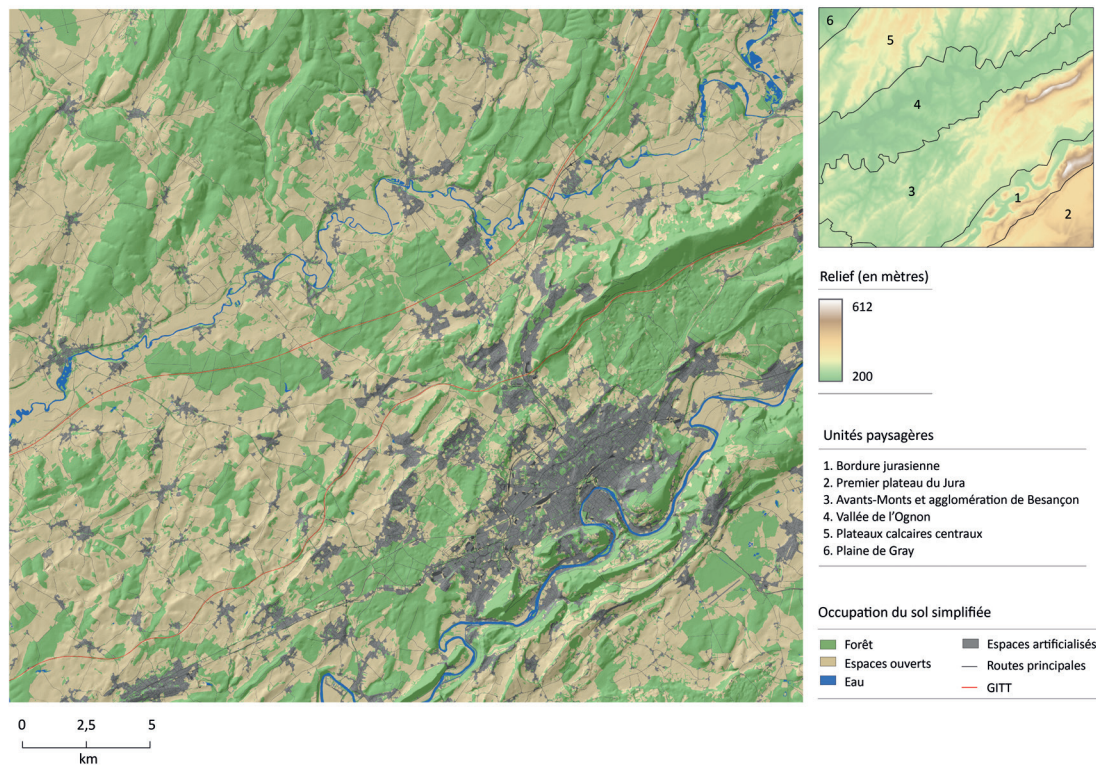 6
5
4
3
1
2
Relief (en mètres)
612
200
Unités paysagères
1. Bordure jurasienne
2. Premier plateau du Jura
3. Avants-Monts et agglomération de Besançon
4. Vallée de l'Ognon
5. Plateaux calcaires centraux
6. Plaine de Gray
Occupation du sol simplifiée
Forêt
Espaces ouverts
Eau
Espaces artificialisés
Routes principales
GITT
0 2,5 5
km